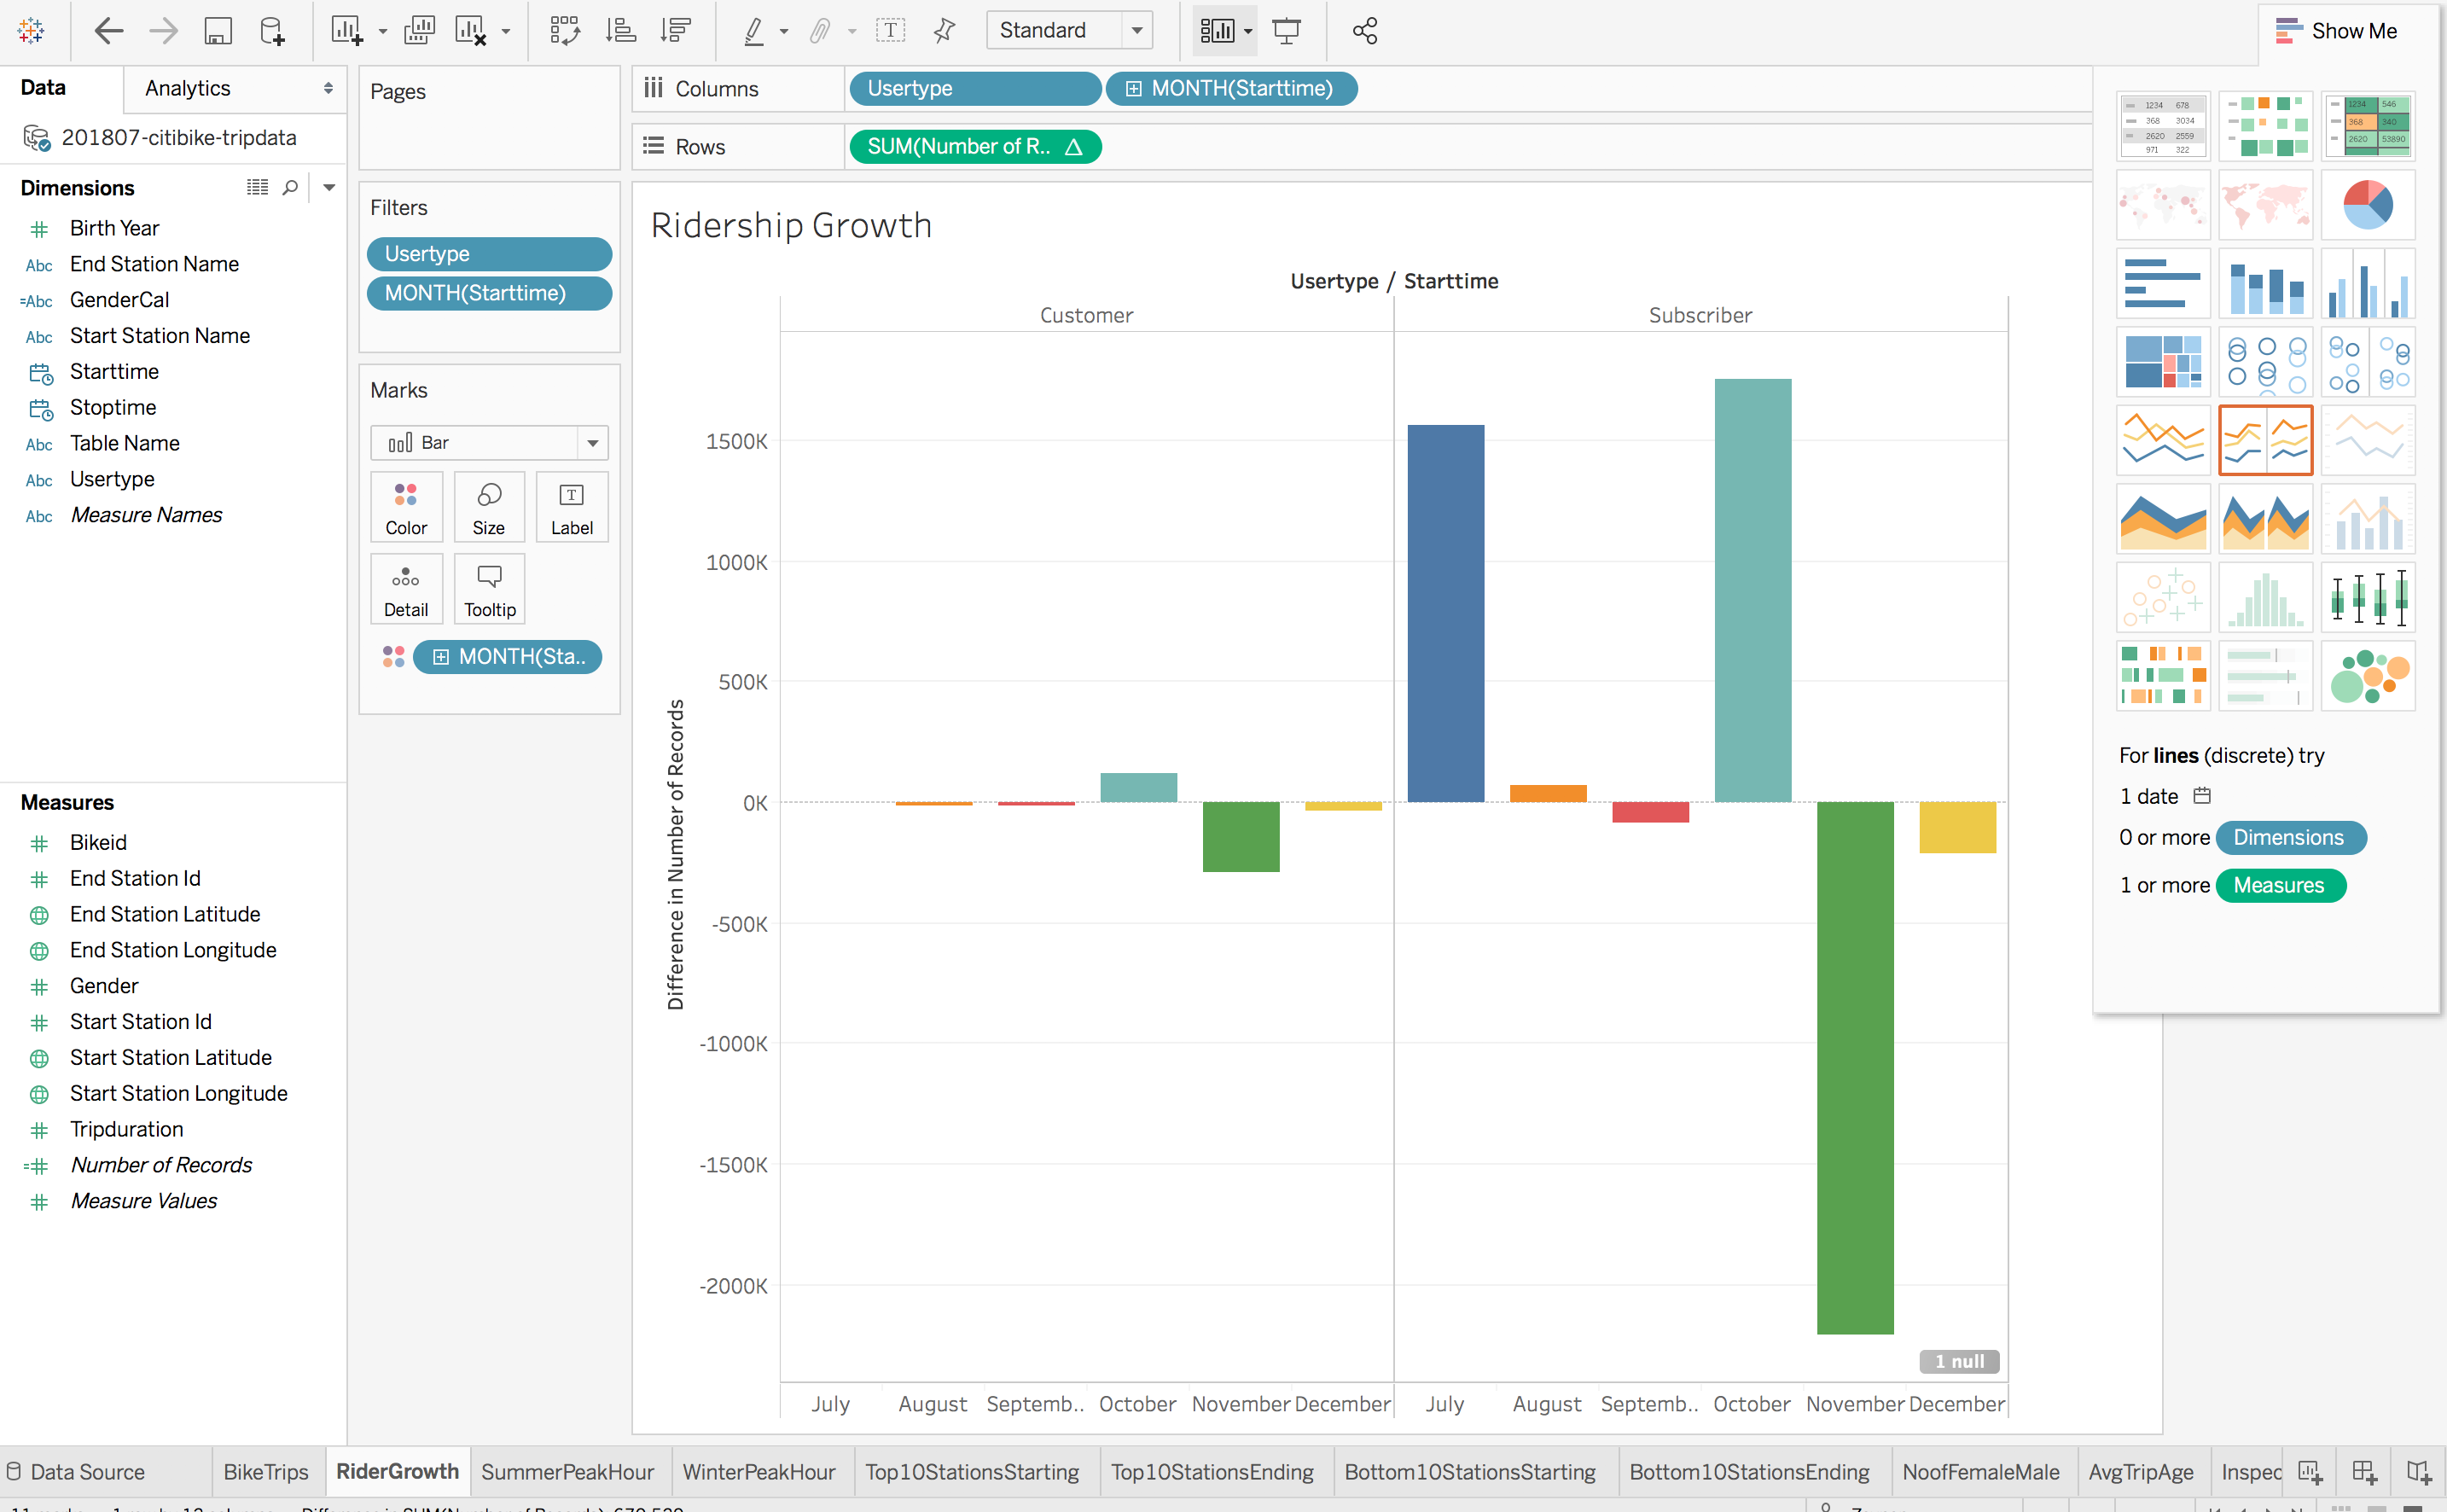 Standard
Show Me
Data
Analytics
201807-citibike-tripdata
Dimensions
Birth Year
Abc End Station Name
=Abc GenderCal
Abc Start Station Name
Starttime
Stoptime
Abc Table Name
Abc Usertype
Abc Measure Names
Measures
Bikeid
End Station Id
End Station Latitude
End Station Longitude
Gender
Start Station Id
Start Station Latitude
Start Station Longitude
Tripduration
Number of Records
Measure Values
Pages
Filters
Usertype
MONTH(Starttime)
Marks
Bar
Color Size Label
Detail Tooltip
MONTH(Sta..
Columns Usertype MONTH(Starttime)
Rows SUM(Number of R.. △
Ridership Growth
Usertype / Starttime
Customer Subscriber
Difference in Number of Records
1500K
1000K
500K
0K
-500K
-1000K
-1500K
-2000K
1 null
July August Septemb.. October November December July August Septemb.. October November December
1234 678
368 3034
2620 2559
971 322
1234 546
368 340
2620 53890
For lines (discrete) try
1 date
0 or more Dimensions
1 or more Measures
Data Source BikeTrips RiderGrowth SummerPeakHour WinterPeakHour Top10StationsStarting Top10StationsEnding Bottom10StationsStarting Bottom10StationsEnding NoofFemaleMale AvgTripAge Inspec